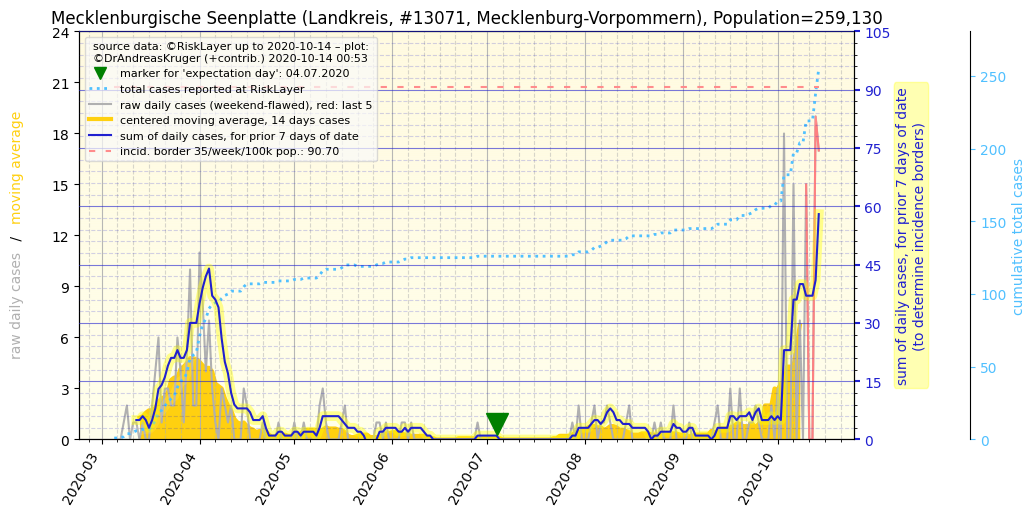 Mecklenburgische Seenplatte (Landkreis, #13071, Mecklenburg-Vorpommern), Population=259,130
source data: ©RiskLayer up to 2020-10-14 – plot:
©DrAndreasKruger (+contrib.) 2020-10-14 00:53
marker for 'expectation day': 04.07.2020
total cases reported at RiskLayer
raw daily cases (weekend-flawed), red: last 5
centered moving average, 14 days cases
sum of daily cases, for prior 7 days of date
incid. border 35/week/100k pop.: 90.70
raw daily cases / moving average
24
21
18
15
12
9
6
3
0
105
90
75
60
45
30
15
0
sum of daily cases, for prior 7 days of date
(to determine incidence borders)
250
200
150
100
50
0
cumulative total cases
2020-03
2020-04
2020-05
2020-06
2020-07
2020-08
2020-09
2020-10